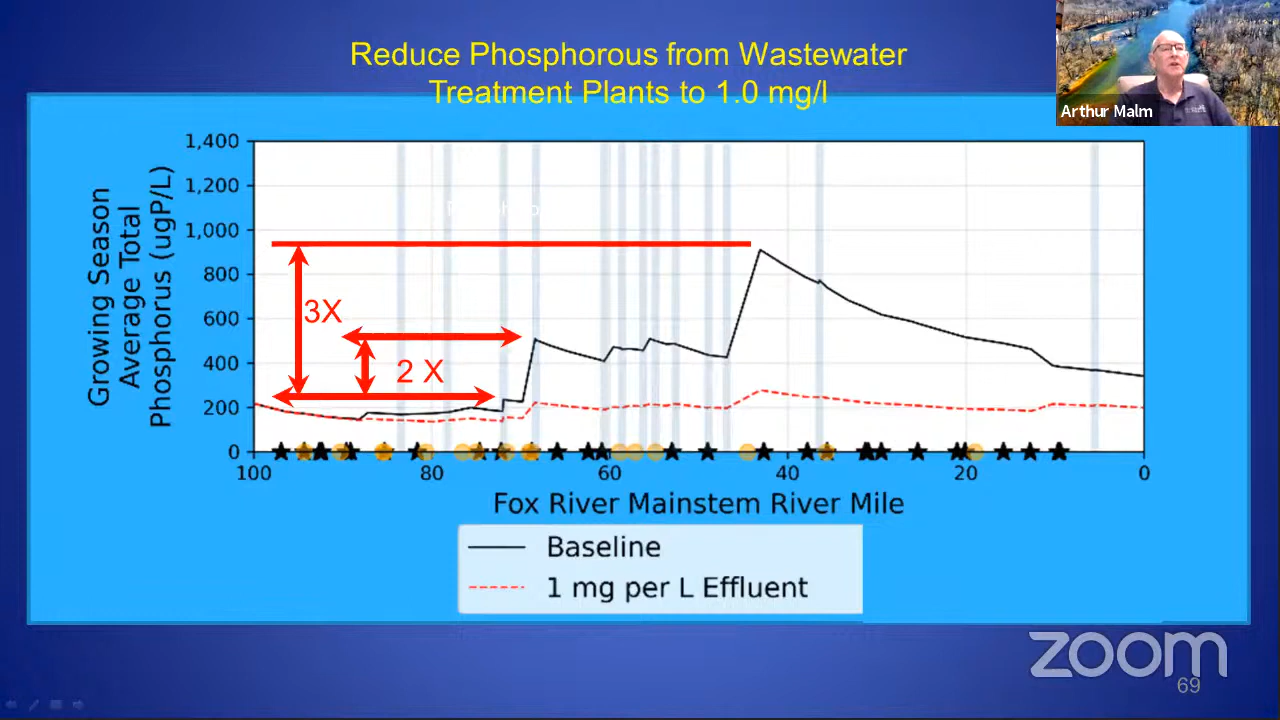 Reduce Phosphorous from Wastewater
Treatment Plants to 1.0 mg/l
Arthur Malm
Growing Season
Average Total
Phosphorus (ugP/L)
1,400
1,200
1,000
800
600
400
200
0
3X
2 X
100
80
60
40
20
0
Fox River Mainstem River Mile
Baseline
1 mg per L Effluent
zoom
69